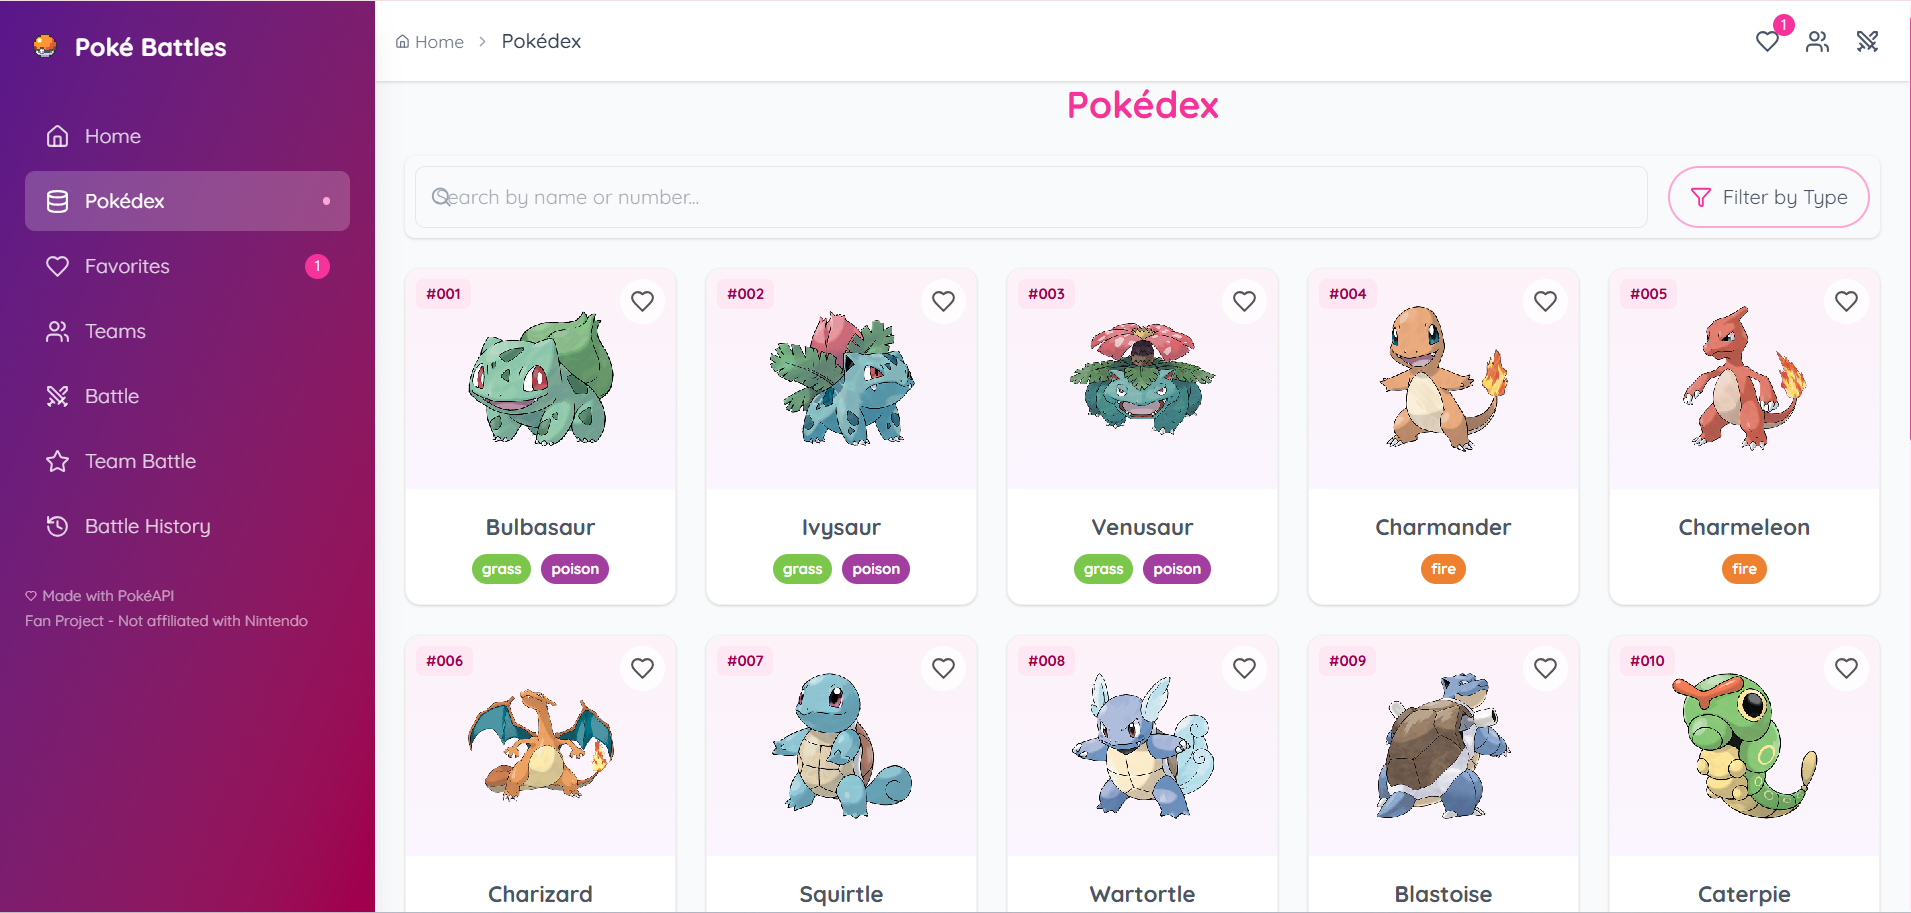 Poké Battles
Home
Pokédex
Favorites
1
Teams
Battle
Team Battle
Battle History
Made with PokéAPI
Fan Project - Not affiliated with Nintendo
Home > Pokédex
1
Pokédex
Search by name or number...
Filter by Type
#001
Bulbasaur
grass poison
#002
Ivysaur
grass poison
#003
Venusaur
grass poison
#004
Charmander
fire
#005
Charmeleon
fire
#006
Charizard
#007
Squirtle
#008
Wartortle
#009
Blastoise
#010
Caterpie